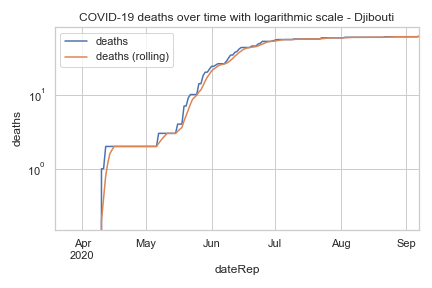 COVID-19 deaths over time with logarithmic scale - Djibouti
deaths
deaths (rolling)
deaths
10¹
10⁰
Apr
2020
May
Jun
Jul
Aug
Sep
dateRep